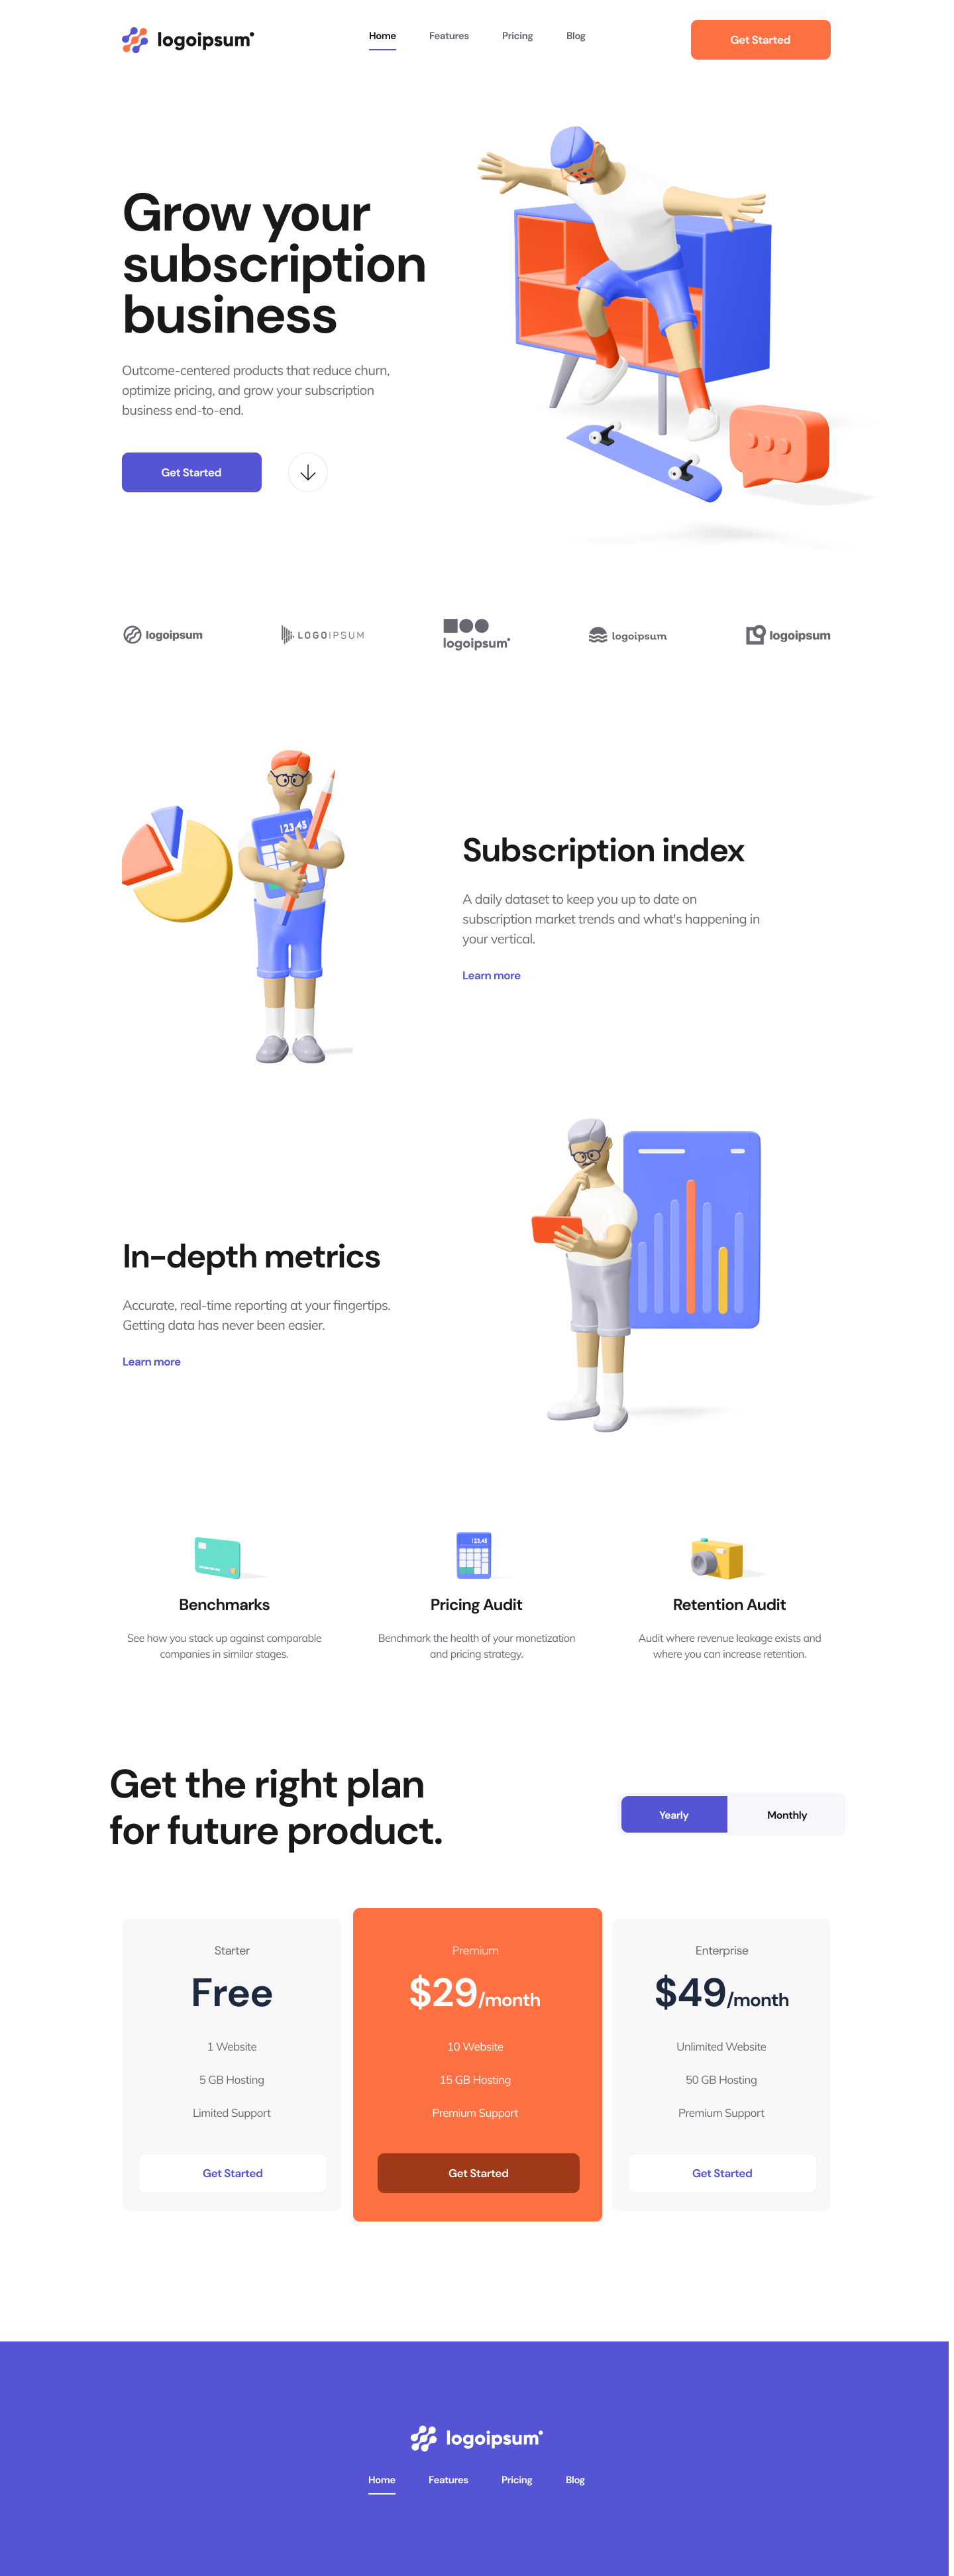 logoipsum
Home
Features
Pricing
Blog
Get Started
Grow your
subscription
business
Outcome-centered products that reduce churn,
optimize pricing, and grow your subscription
business end-to-end.
Get Started
logoipsum
LOGOIPSUM
logoipsum
logoipsum
logoipsum
123,45
Subscription index
A daily dataset to keep you up to date on
subscription market trends and what's happening in
your vertical.
Learn more
In-depth metrics
Accurate, real-time reporting at your fingertips.
Getting data has never been easier.
Learn more
123,45
Benchmarks
See how you stack up against comparable
companies in similar stages.
Pricing Audit
Benchmark the health of your monetization
and pricing strategy.
Retention Audit
Audit where revenue leakage exists and
where you can increase retention.
Get the right plan
for future product.
Yearly
Monthly
Starter
Free
1 Website
5 GB Hosting
Limited Support
Get Started
Premium
$29/month
10 Website
15 GB Hosting
Premium Support
Get Started
Enterprise
$49/month
Unlimited Website
50 GB Hosting
Premium Support
Get Started
logoipsum
Home
Features
Pricing
Blog